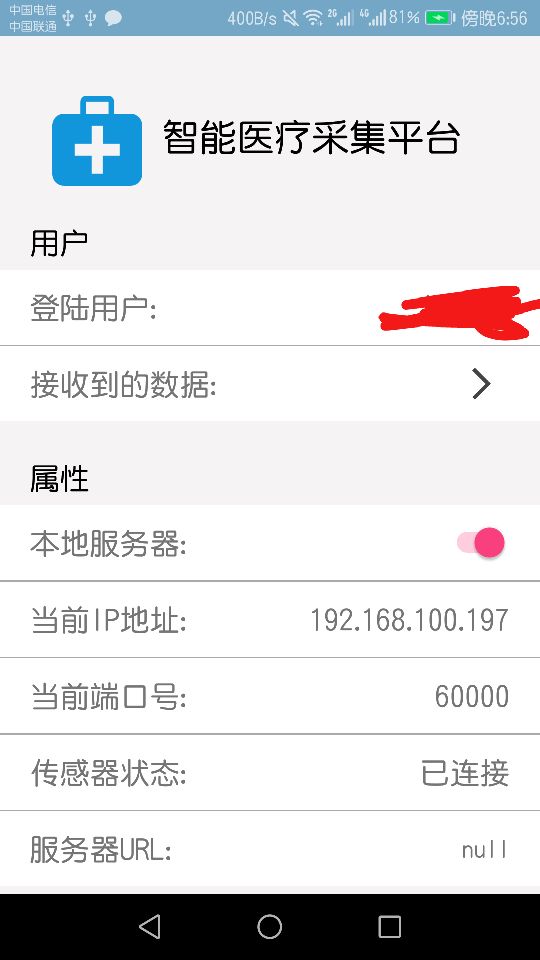 中国电信
中国联通
400B/s 2G 4G 81% 傍晚6:56
智能医疗采集平台
用户
登陆用户:
接收到的数据:
属性
本地服务器:
当前IP地址: 192.168.100.197
当前端口号: 60000
传感器状态: 已连接
服务器URL: null